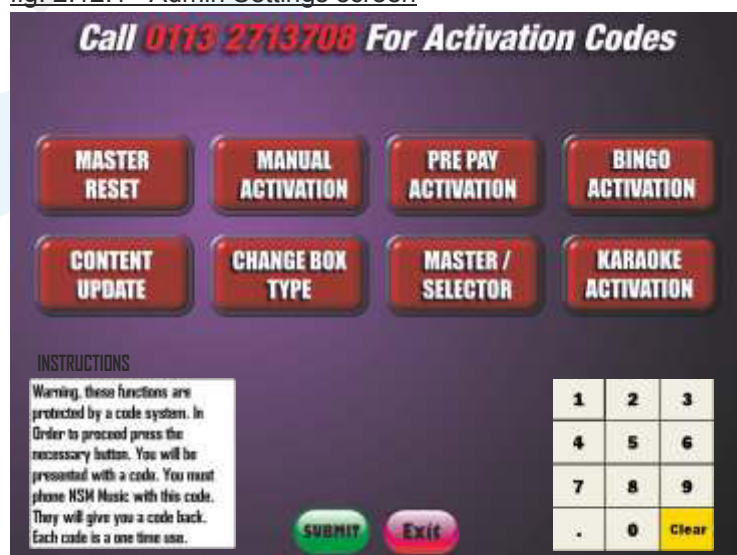 fig. 2.12.1 - Admin Settings screen
Call 0113 2713708 For Activation Codes
MASTER RESET
MANUAL ACTIVATION
PRE PAY ACTIVATION
BINGO ACTIVATION
CONTENT UPDATE
CHANGE BOX TYPE
MASTER / SELECTOR
KARAOKE ACTIVATION
INSTRUCTIONS
Warning, these functions are
protected by a code system. In
Order to proceed press the
necessary button. You will be
presented with a code. You must
phone NSM Music with this code.
They will give you a code back.
Each code is a one time use.
1 2 3
4 5 6
7 8 9
. 0 Clear
SUBMIT Exit